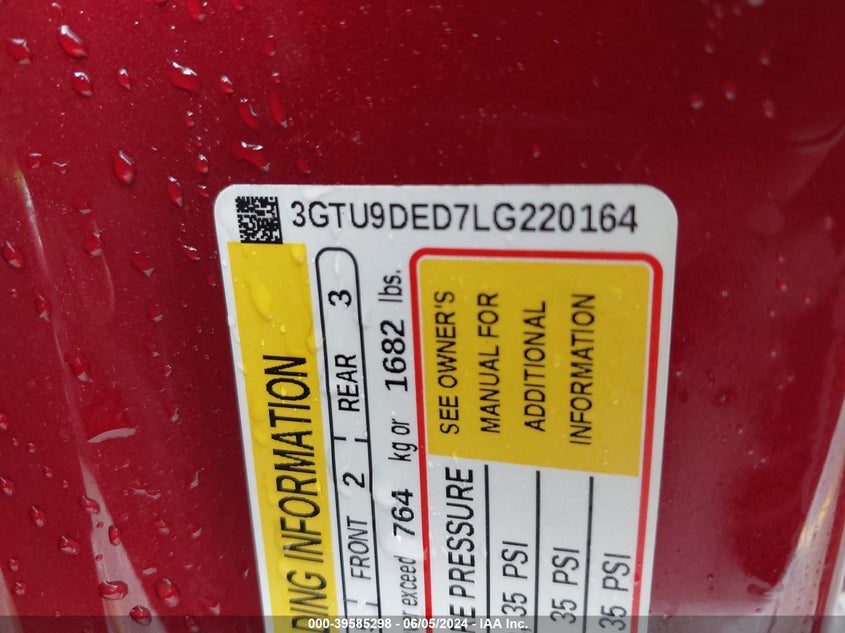 3GTU9DED7LG220164
DING INFORMATION
FRONT 2 REAR 3
exceed 764 kg or 1682 lbs.
SEE OWNER'S
MANUAL FOR
ADDITIONAL
INFORMATION
PRESSURE
35 PSI
35 PSI
35 PSI
000-39585298 - 06/05/2024 - IAA, Inc.